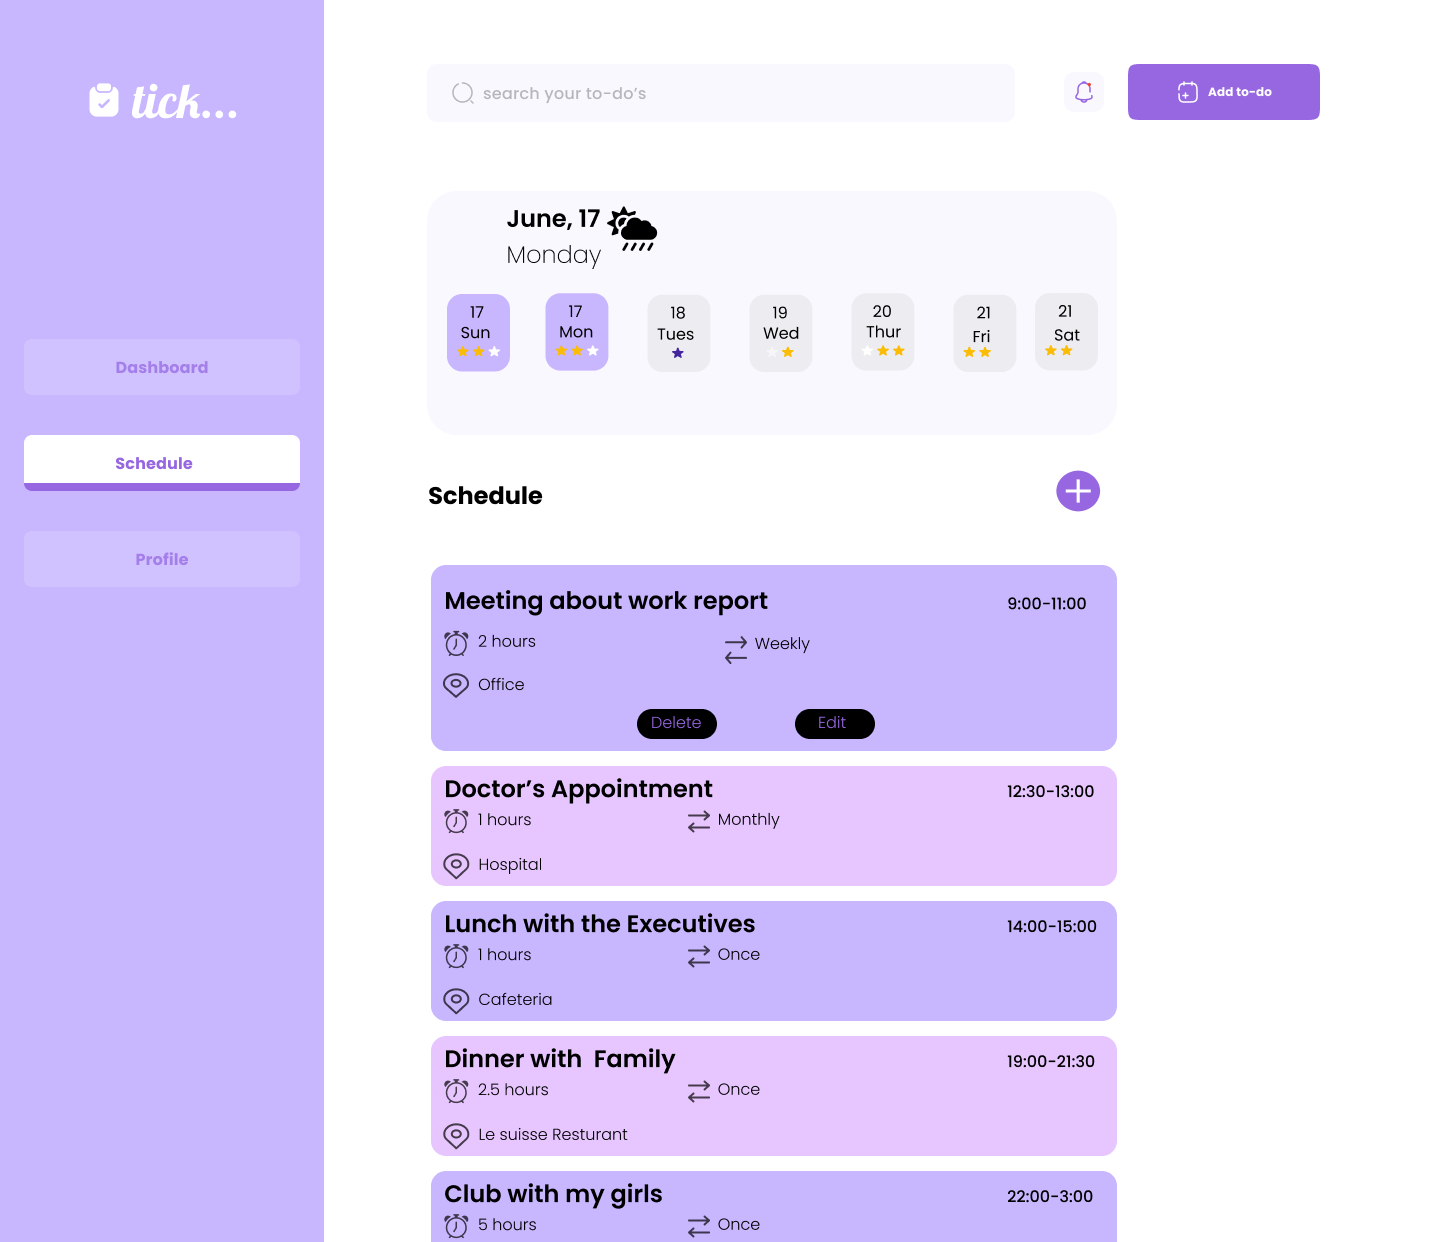 tick...
search your to-do’s
Add to-do
June, 17
Monday
17 17 18 19 20 21 21
Sun Mon Tues Wed Thur Fri Sat
Dashboard
Schedule
Profile
Schedule
Meeting about work report 9:00-11:00
2 hours Weekly
Office
Delete Edit
Doctor’s Appointment 12:30-13:00
1 hours Monthly
Hospital
Lunch with the Executives 14:00-15:00
1 hours Once
Cafeteria
Dinner with  Family 19:00-21:30
2.5 hours Once
Le suisse Resturant
Club with my girls 22:00-3:00
5 hours Once